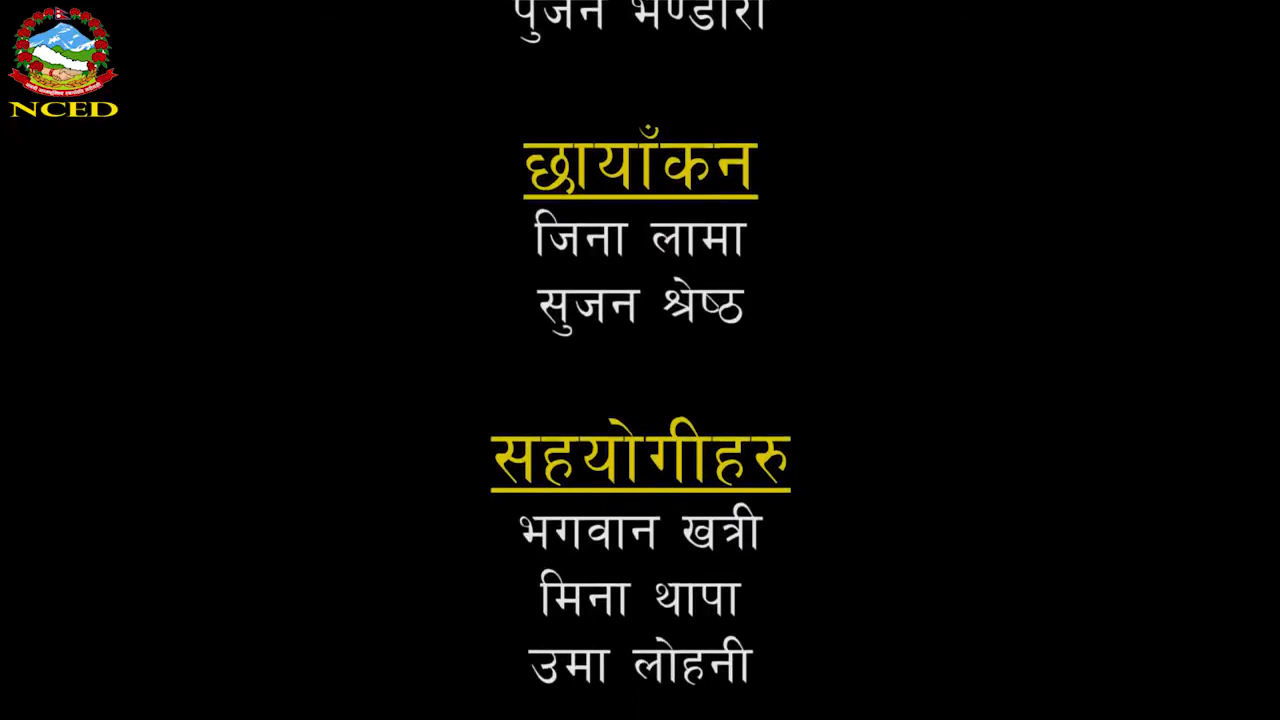 पुजन भण्डारी
NCED
छायाँकन
जिना लामा
सुजन श्रेष्ठ
सहयोगीहरु
भगवान खत्री
मिना थापा
उमा लोहनी